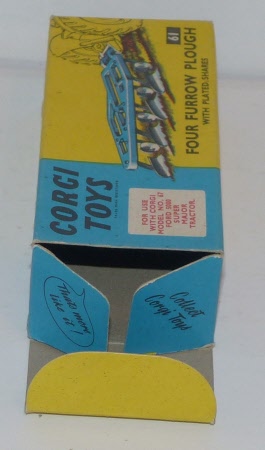 61
FOUR FURROW PLOUGH
WITH PLATED-SHARES
CORGI
TOYS
FOR USE
WITH CORGI
MODEL NO. 67
FORD 5000
SUPER
MAJOR
TRACTOR.
Collect
Corgi Toys